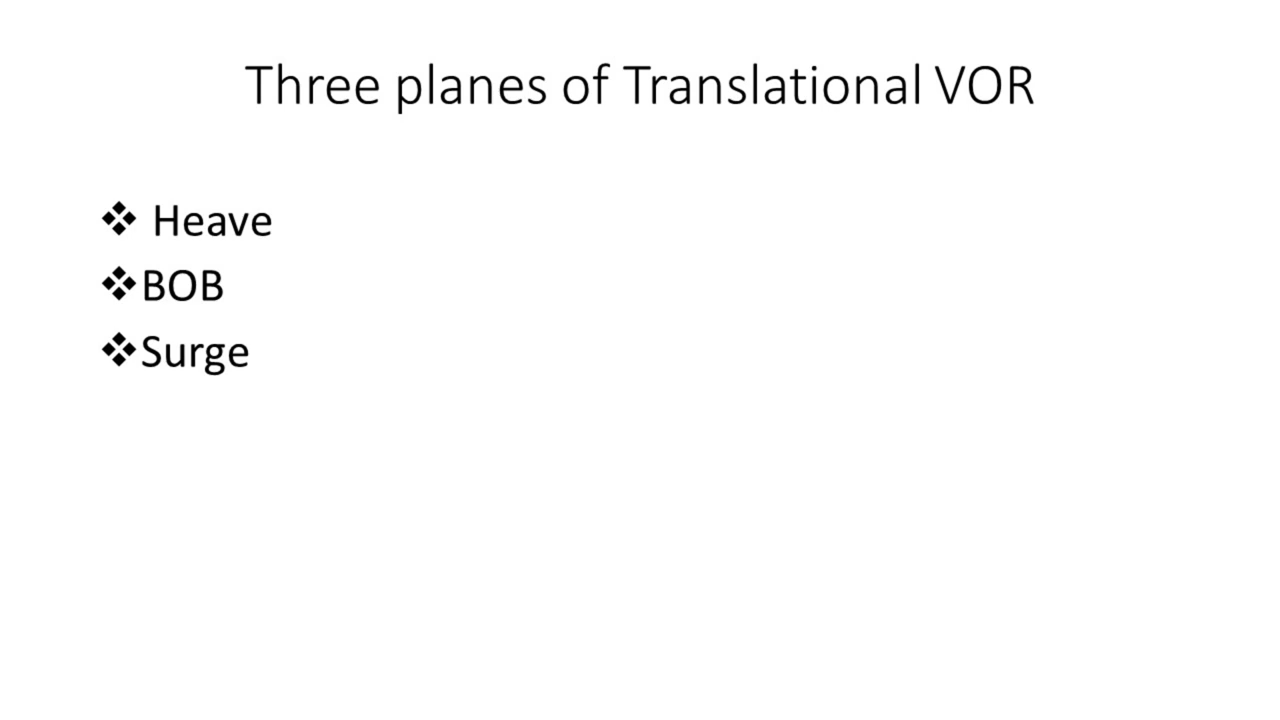 Three planes of Translational VOR
❖ Heave
❖BOB
❖Surge